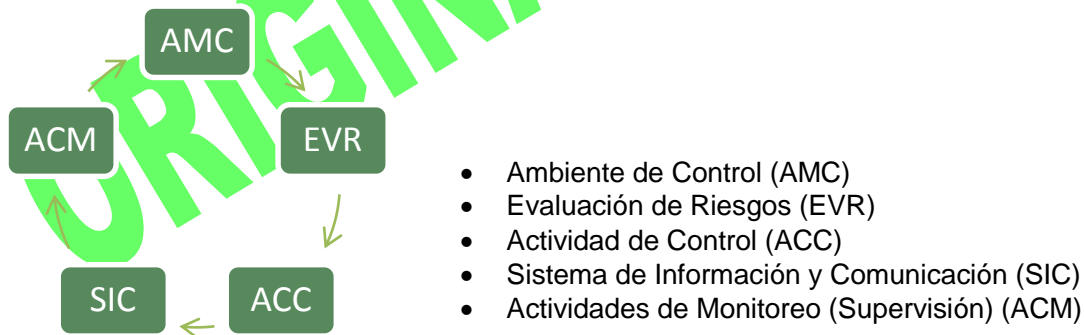 AMC
ACM
EVR
SIC
ACC
• Ambiente de Control (AMC)
• Evaluación de Riesgos (EVR)
• Actividad de Control (ACC)
• Sistema de Información y Comunicación (SIC)
• Actividades de Monitoreo (Supervisión) (ACM)